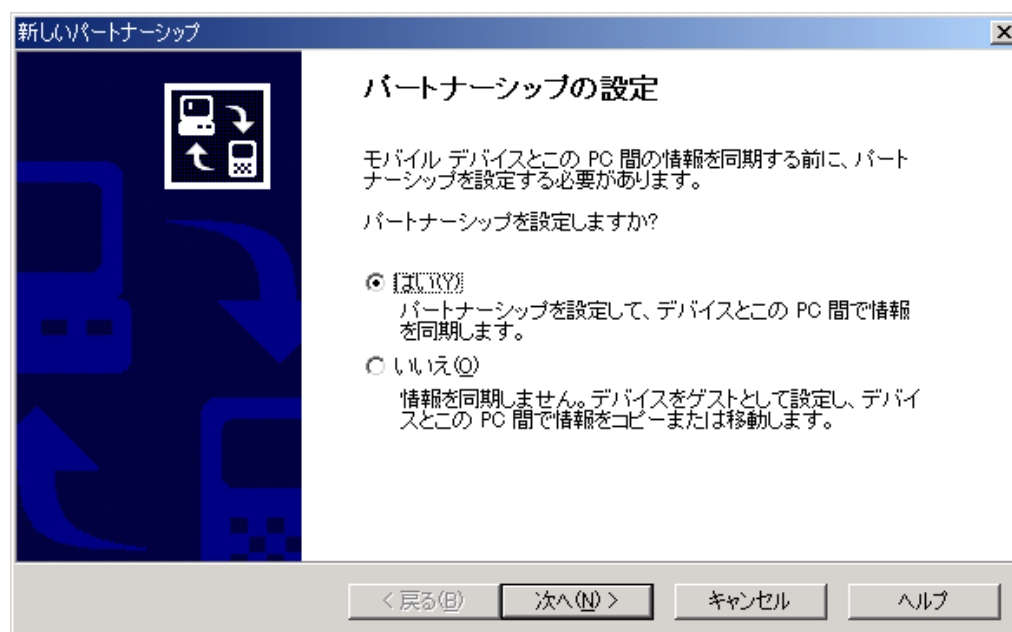 新しいパートナーシップ
パートナーシップの設定
モバイル デバイスとこの PC 間の情報を同期する前に、パート
ナーシップを設定する必要があります。
パートナーシップを設定しますか?
はい(Y)
パートナーシップを設定して、デバイスとこの PC 間で情報
を同期します。
いいえ(O)
情報を同期しません。デバイスをゲストとして設定し、デバイ
スとこの PC 間で情報をコピーまたは移動します。
< 戻る(B) 次へ(N) > キャンセル ヘルプ